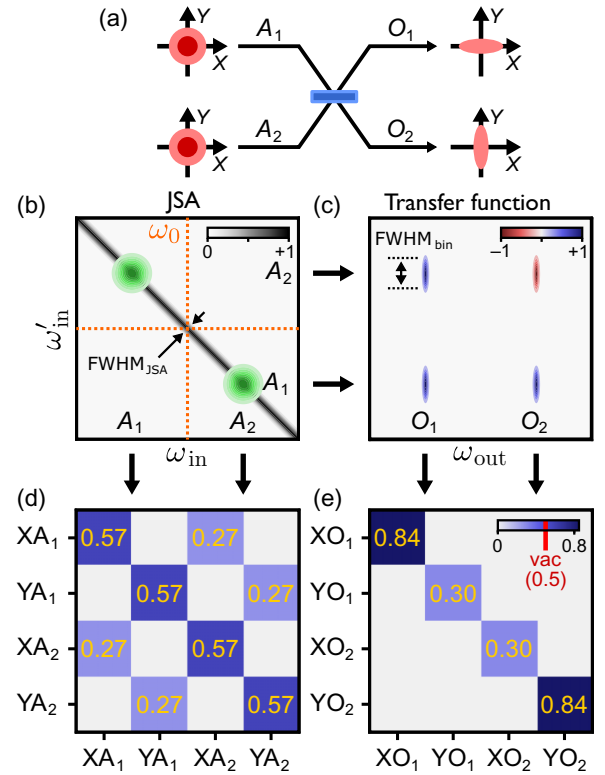 (a)
Y
X
A1
O1
Y
X
Y
X
A2
O2
Y
X
(b)
JSA
ω0
0
+1
A2
FWHMJSA
A1
A1
A2
ω′in
ωin
(c)
Transfer function
FWHMbin
−1
+1
O1
O2
ωout
(d)
XA1
0.57
0.27
YA1
0.57
0.27
XA2
0.27
0.57
YA2
0.27
0.57
XA1
YA1
XA2
YA2
(e)
XO1
0.84
0
0.8
vac
(0.5)
YO1
0.30
XO2
0.30
YO2
0.84
XO1
YO1
XO2
YO2